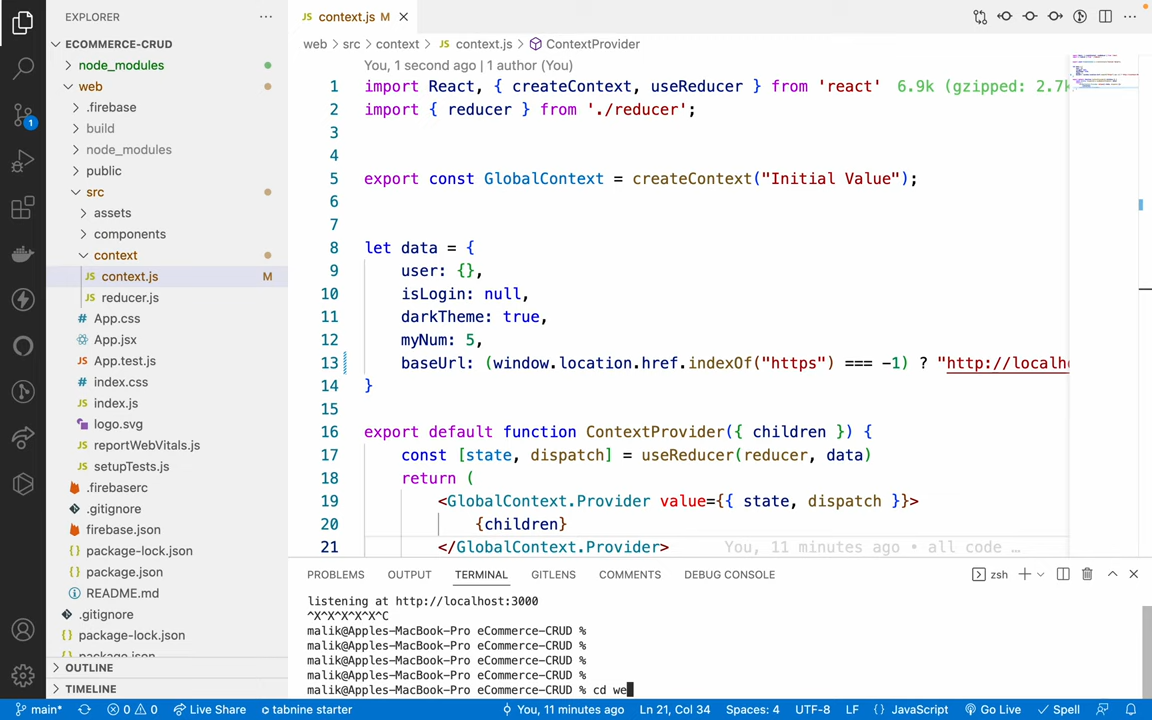 EXPLORER
ECOMMERCE-CRUD
node_modules
web
.firebase
build
node_modules
public
src
assets
components
context
JS context.js M
JS reducer.js
# App.css
App.jsx
JS App.test.js
# index.css
JS index.js
logo.svg
JS reportWebVitals.js
JS setupTests.js
.firebaserc
.gitignore
firebase.json
{} package-lock.json
{} package.json
README.md
.gitignore
{} package-lock.json
{} package.json
OUTLINE
TIMELINE
1
JS context.js M
web > src > context > JS context.js > ContextProvider
You, 1 second ago | 1 author (You)
1 import React, { createContext, useReducer } from 'react' 6.9k (gzipped: 2.7k
2 import { reducer } from './reducer';
3
4
5 export const GlobalContext = createContext("Initial Value");
6
7
8 let data = {
9 user: {},
10 isLogin: null,
11 darkTheme: true,
12 myNum: 5,
13 baseUrl: (window.location.href.indexOf("https") === -1) ? "http://localh
14 }
15
16 export default function ContextProvider({ children }) {
17 const [state, dispatch] = useReducer(reducer, data)
18 return (
19 <GlobalContext.Provider value={{ state, dispatch }}>
20 {children}
21 </GlobalContext.Provider> You, 11 minutes ago • all code …
PROBLEMS OUTPUT TERMINAL GITLENS COMMENTS DEBUG CONSOLE zsh
listening at http://localhost:3000
^X^X^X^X^X^C
malik@Apples-MacBook-Pro eCommerce-CRUD %
malik@Apples-MacBook-Pro eCommerce-CRUD %
malik@Apples-MacBook-Pro eCommerce-CRUD %
malik@Apples-MacBook-Pro eCommerce-CRUD %
malik@Apples-MacBook-Pro eCommerce-CRUD % cd we
main* 0 0 Live Share tabnine starter You, 11 minutes ago Ln 21, Col 34 Spaces: 4 UTF-8 LF {} JavaScript Go Live Spell